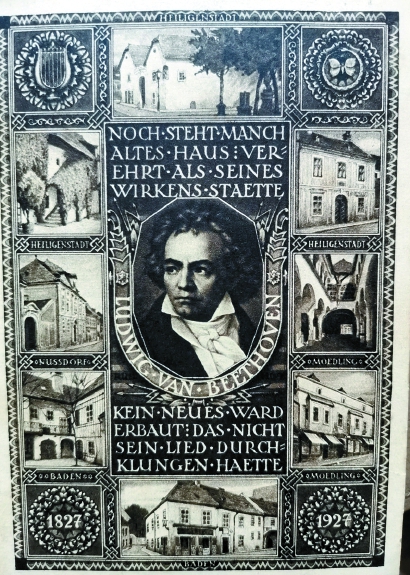 HEILIGENSTADT
NOCH·STEHT·MANCH
ALTES·HAUS:VER=
EHRT·ALS·SEINES
WIRKENS·STAETTE
HEILIGENSTADT
HEILIGENSTADT
LUDWIG·VAN·BEETHOVEN
NUSSDORF
MOEDLING
KEIN·NEUES·WARD
ERBAUT:DAS·NICHT
SEIN·LIED·DURCH=
KLUNGEN·HAETTE
BADEN
MÖDLING
1827
1927
BADEN